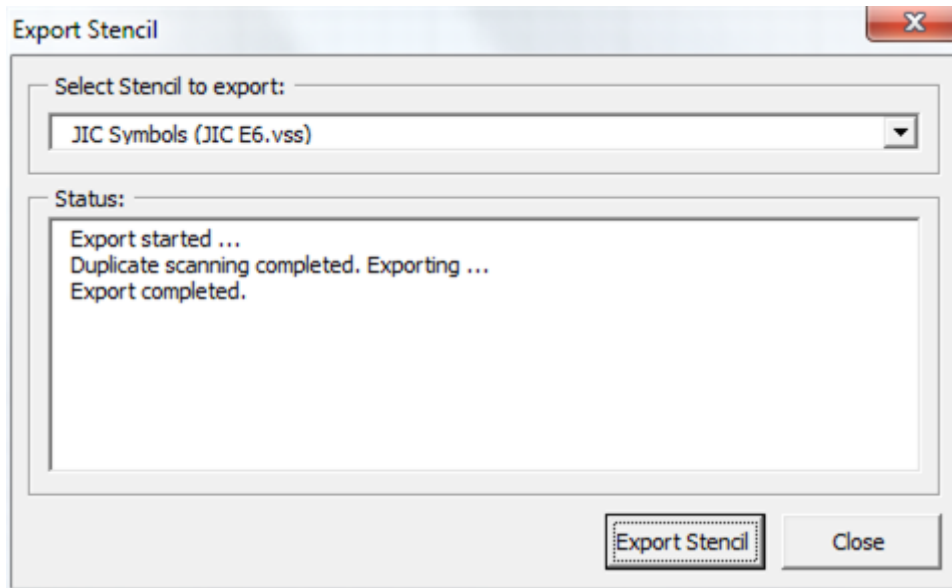 Export Stencil
Select Stencil to export:
JIC Symbols (JIC E6.vss)
Status:
Export started ...
Duplicate scanning completed. Exporting ...
Export completed.
Export Stencil
Close